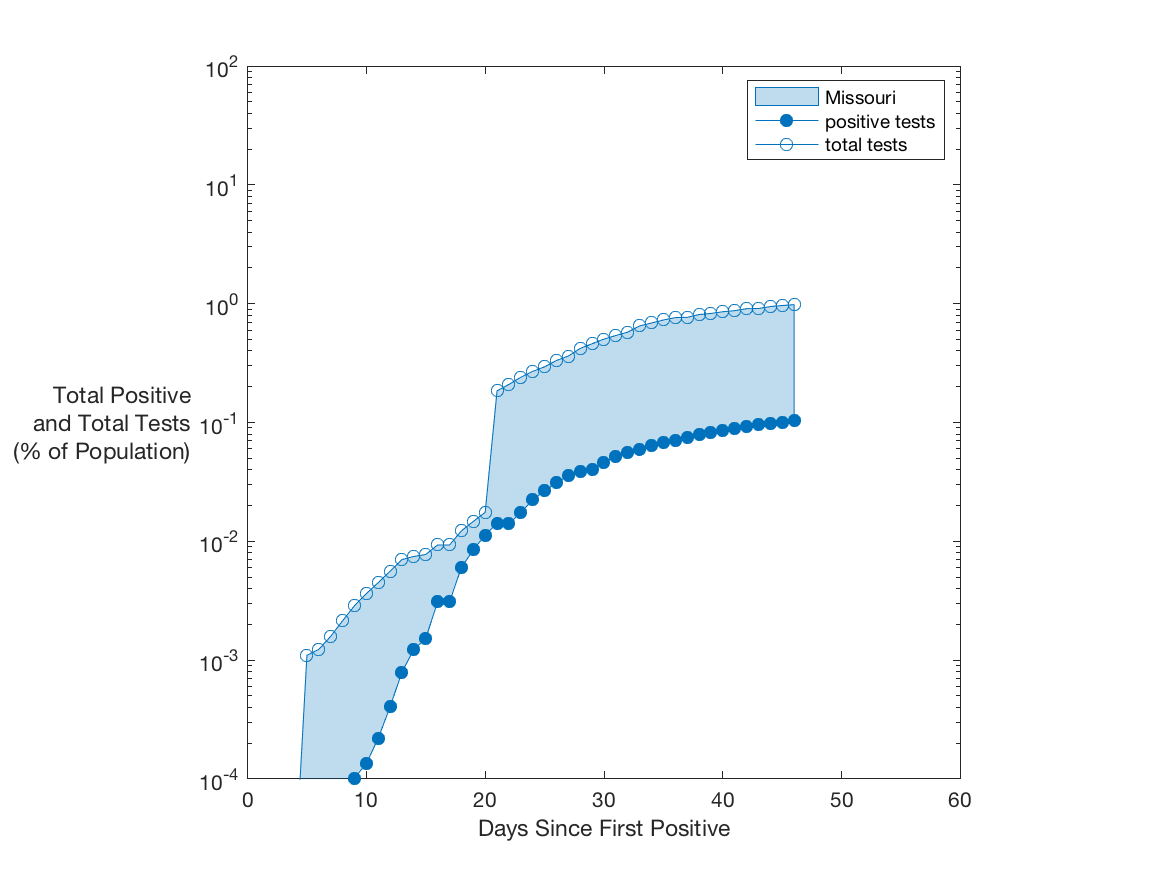 10^2
10^1
10^0
10^-1
10^-2
10^-3
10^-4
Total Positive
and Total Tests
(% of Population)
Missouri
positive tests
total tests
0 10 20 30 40 50 60
Days Since First Positive